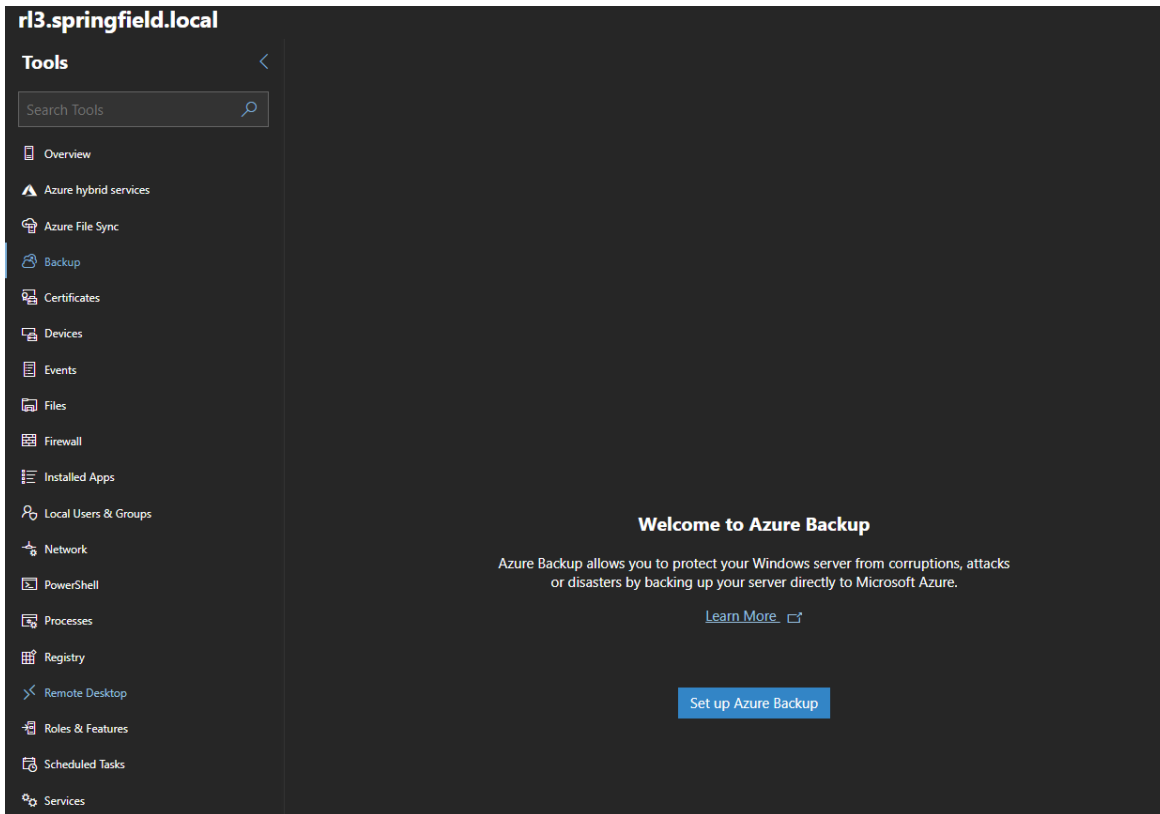 rl3.springfield.local
Tools
Search Tools
Overview
Azure hybrid services
Azure File Sync
Backup
Certificates
Devices
Events
Files
Firewall
Installed Apps
Local Users & Groups
Network
PowerShell
Processes
Registry
Remote Desktop
Roles & Features
Scheduled Tasks
Services
Welcome to Azure Backup
Azure Backup allows you to protect your Windows server from corruptions, attacks
or disasters by backing up your server directly to Microsoft Azure.
Learn More
Set up Azure Backup